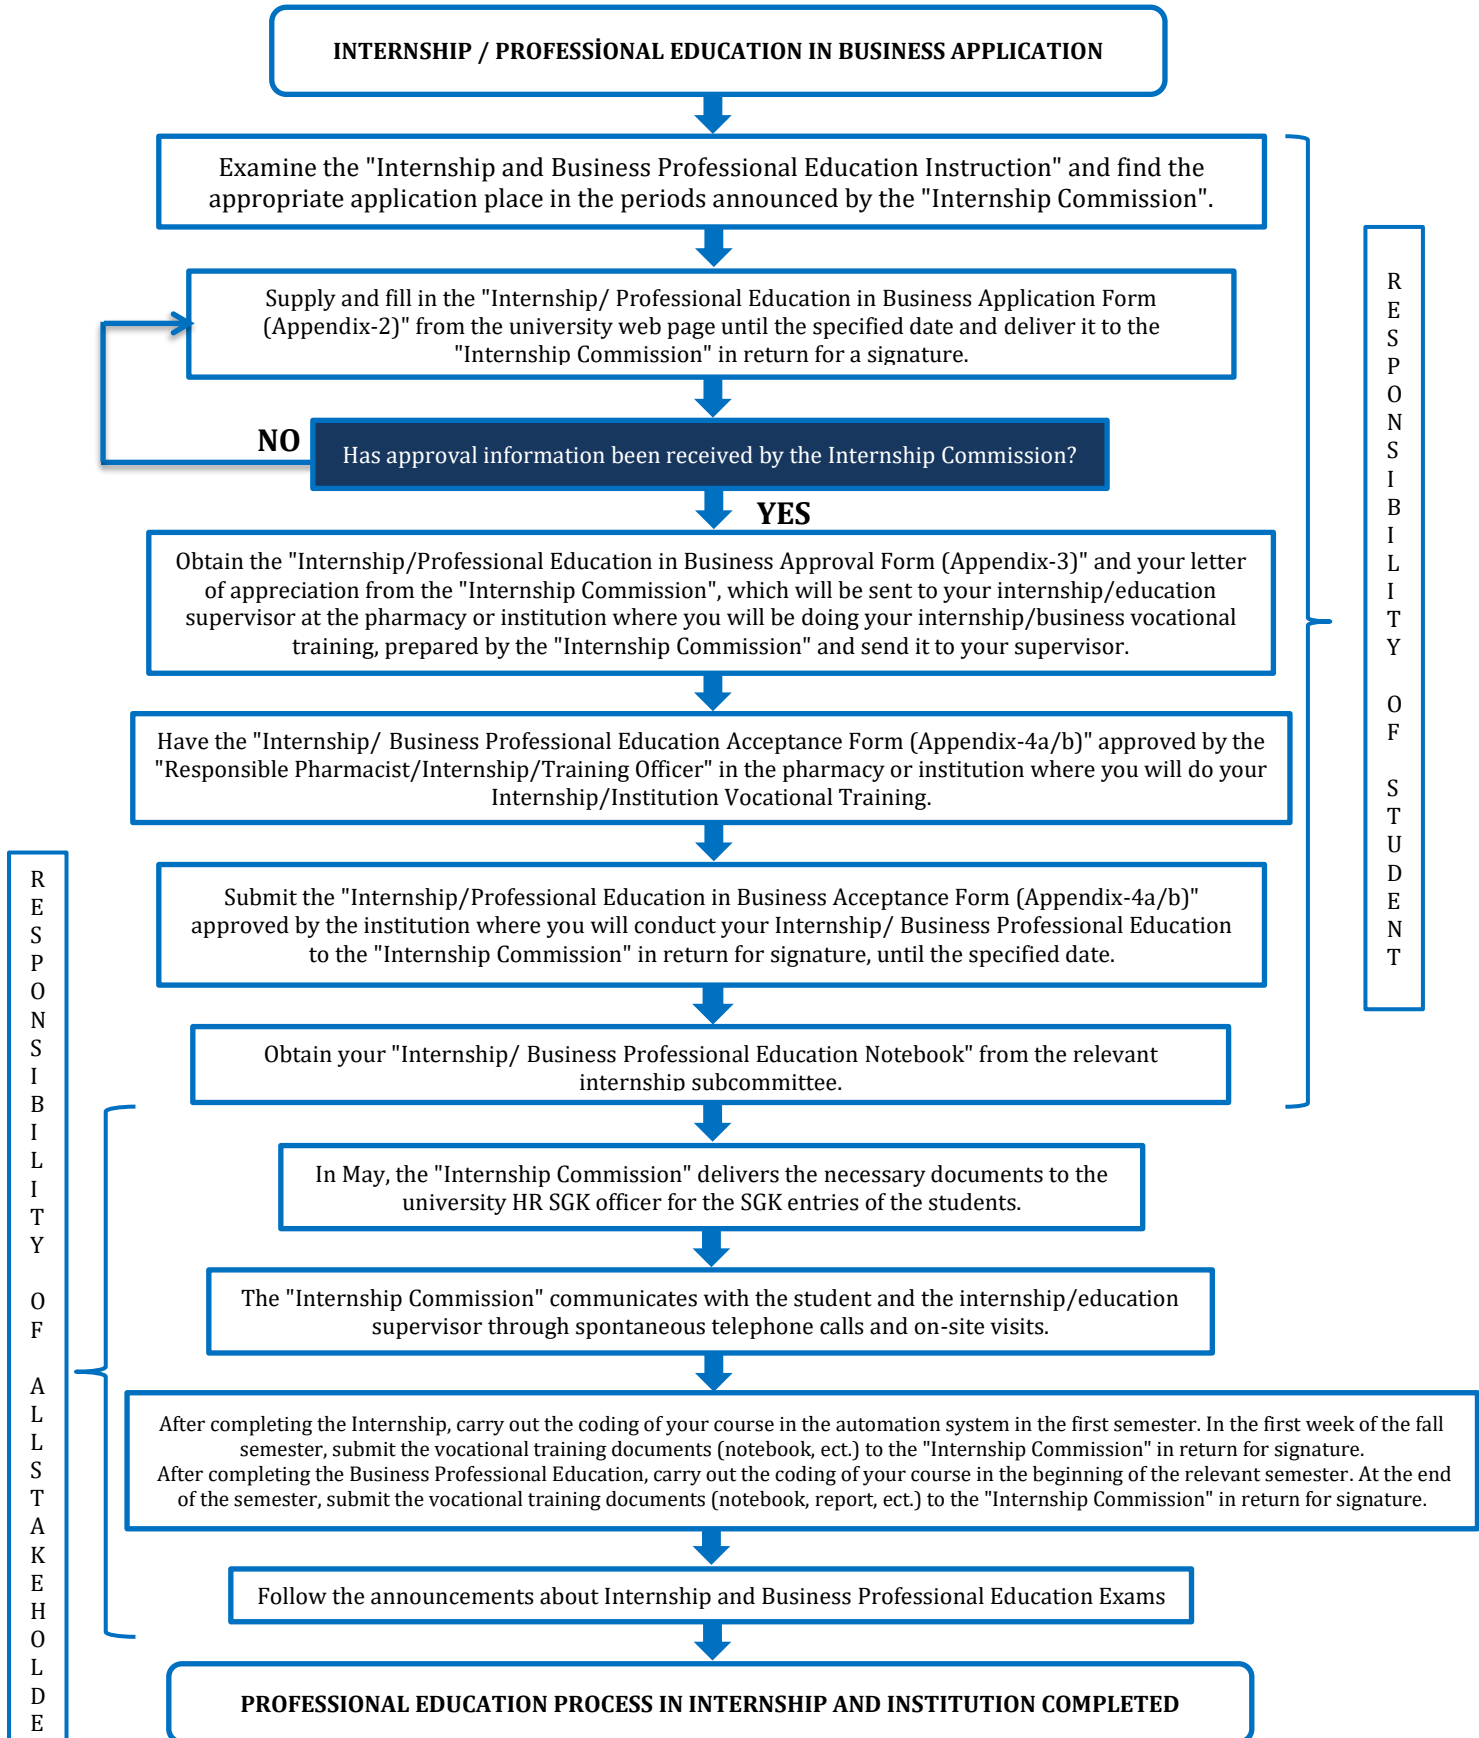 INTERNSHIP / PROFESSİONAL EDUCATION IN BUSINESS APPLICATION
Examine the "Internship and Business Professional Education Instruction" and find the
appropriate application place in the periods announced by the "Internship Commission".
Supply and fill in the "Internship/ Professional Education in Business Application Form
(Appendix-2)" from the university web page until the specified date and deliver it to the
"Internship Commission" in return for a signature.
NO
Has approval information been received by the Internship Commission?
YES
Obtain the "Internship/Professional Education in Business Approval Form (Appendix-3)" and your letter
of appreciation from the "Internship Commission", which will be sent to your internship/education
supervisor at the pharmacy or institution where you will be doing your internship/business vocational
training, prepared by the "Internship Commission" and send it to your supervisor.
Have the "Internship/ Business Professional Education Acceptance Form (Appendix-4a/b)" approved by the
"Responsible Pharmacist/Internship/Training Officer" in the pharmacy or institution where you will do your
Internship/Institution Vocational Training.
Submit the "Internship/Professional Education in Business Acceptance Form (Appendix-4a/b)"
approved by the institution where you will conduct your Internship/ Business Professional Education
to the "Internship Commission" in return for signature, until the specified date.
Obtain your "Internship/ Business Professional Education Notebook" from the relevant
internship subcommittee.
RESPONSIBILITY OF STUDENT
In May, the "Internship Commission" delivers the necessary documents to the
university HR SGK officer for the SGK entries of the students.
The "Internship Commission" communicates with the student and the internship/education
supervisor through spontaneous telephone calls and on-site visits.
After completing the Internship, carry out the coding of your course in the automation system in the first semester. In the first week of the fall
semester, submit the vocational training documents (notebook, ect.) to the "Internship Commission" in return for signature.
After completing the Business Professional Education, carry out the coding of your course in the beginning of the relevant semester. At the end
of the semester, submit the vocational training documents (notebook, report, ect.) to the "Internship Commission" in return for signature.
Follow the announcements about Internship and Business Professional Education Exams
RESPONSIBILITY OF ALLSTAKEHOLDE
PROFESSIONAL EDUCATION PROCESS IN INTERNSHIP AND INSTITUTION COMPLETED